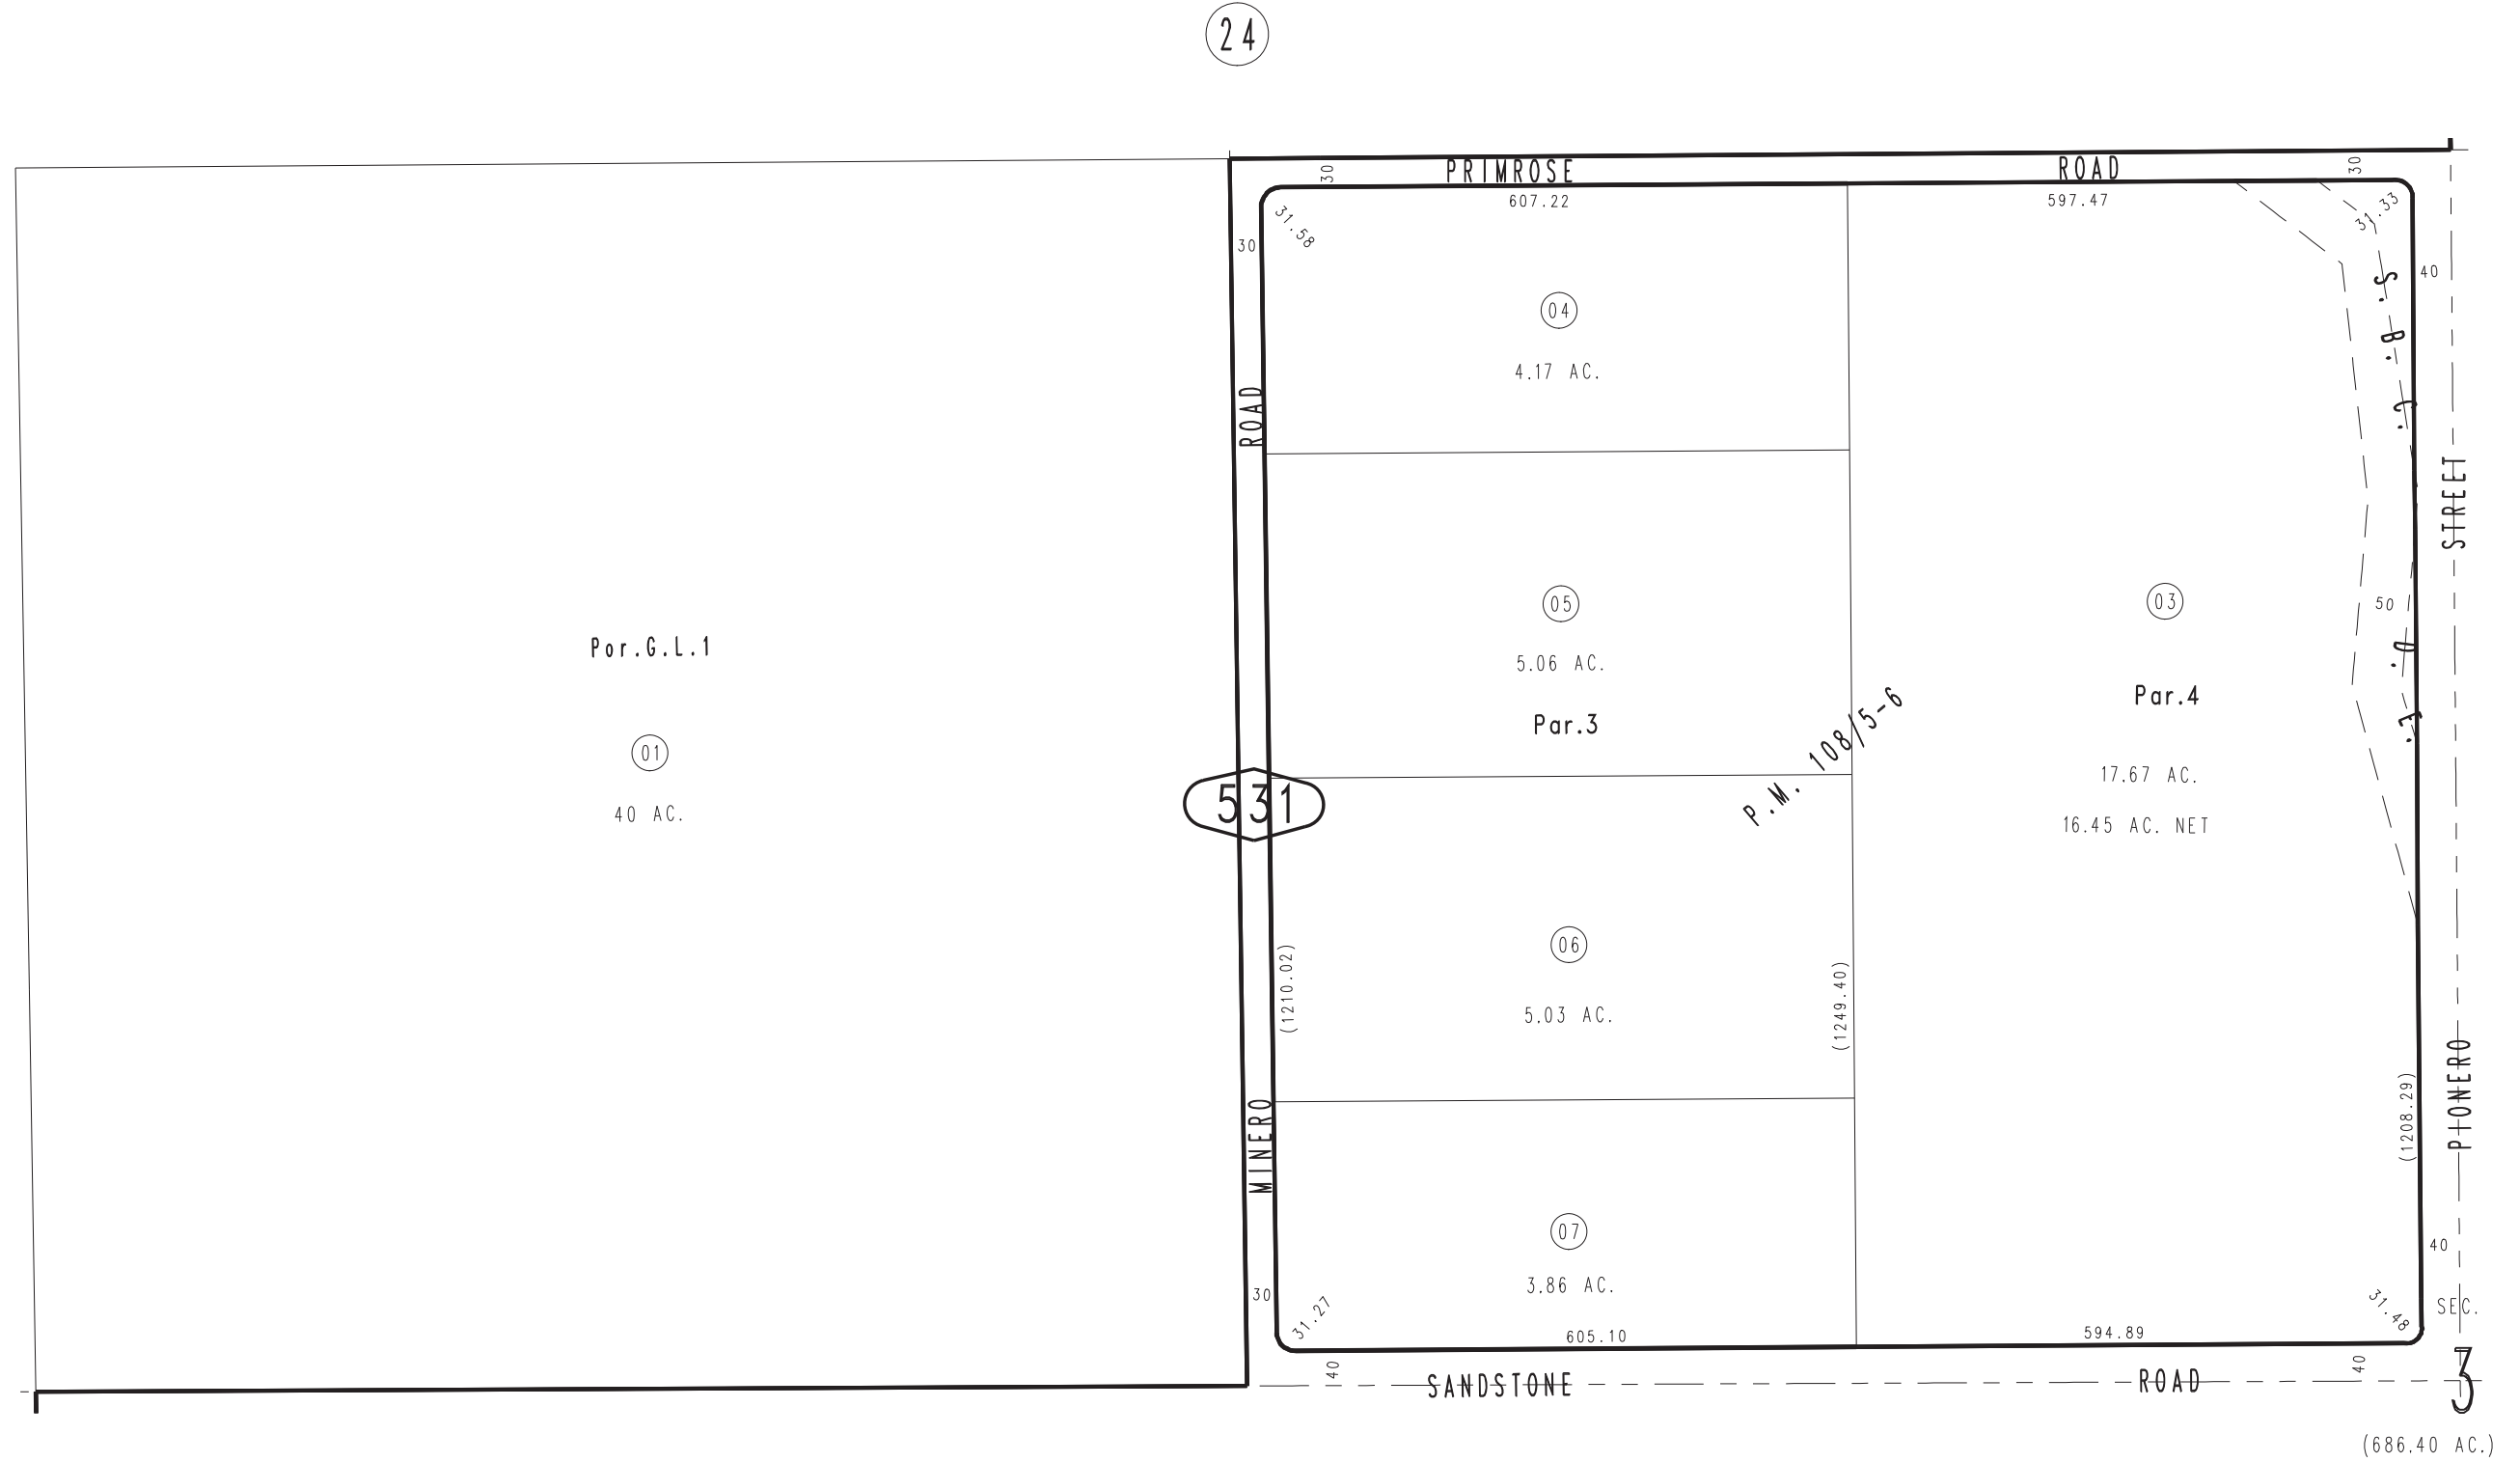 24
PRIMROSE ROAD
30
30
607.22
597.47
31.58
31.33
30
40
S. B. C. F. L. D.
04
4.17 AC.
ROAD
STREET
05
5.06 AC.
Par.3
03
50
Par.4
17.67 AC.
16.45 AC. NET
P.M. 108/5-6
Por.G.L.1
01
40 AC.
531
06
5.03 AC.
(1210.02)
(1249.40)
(1208.29)
MINERO
PIONERO
07
3.86 AC.
30
40
31.27
31.48
SEC.
605.10
594.89
40
40
SANDSTONE ROAD
3
(686.40 AC.)